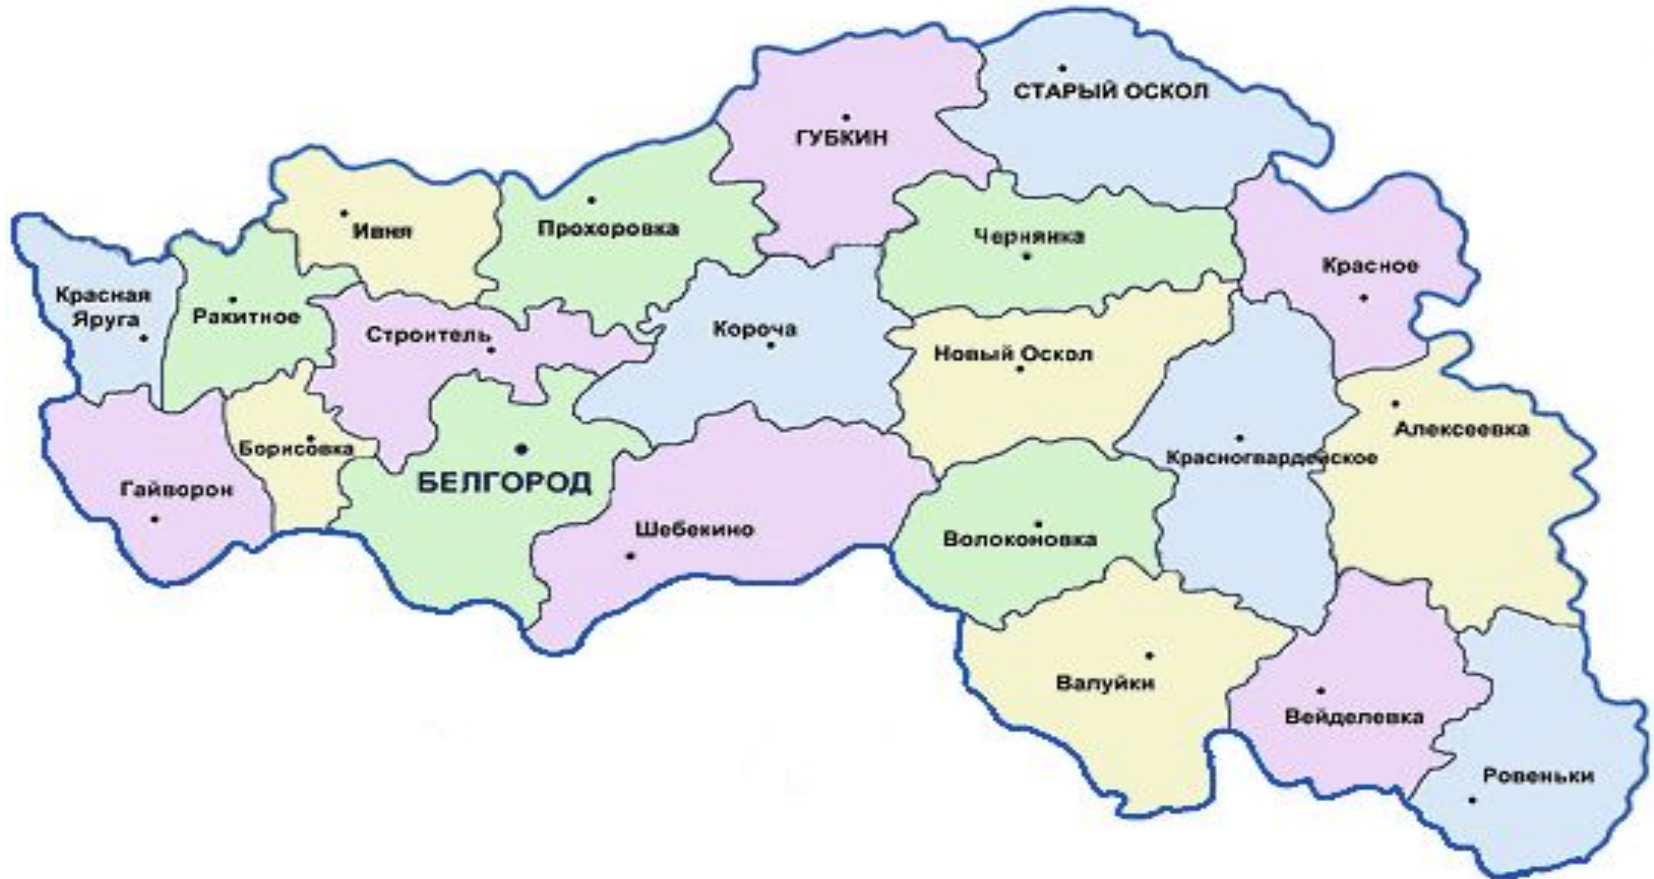 СТАРЫЙ ОСКОЛ
ГУБКИН
Ивня
Прохоровка
Чернянка
Красное
Красная
Яруга
Ракитное
Строитель
Короча
Новый Оскол
Алексеевка
Борисовка
Красногвардейское
БЕЛГОРОД
Гайворон
Шебекино
Волоконовка
Валуйки
Вейделевка
Ровеньки